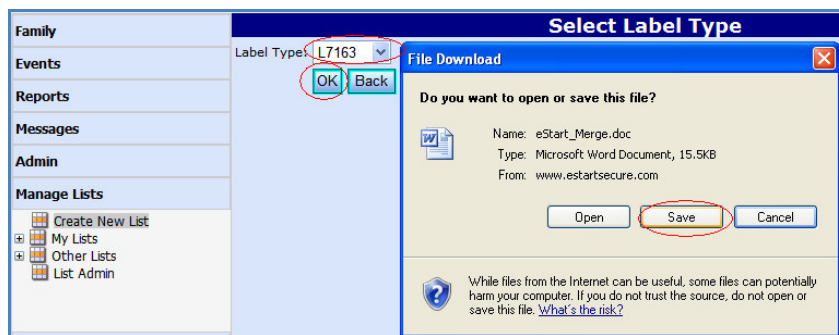 Family
Events
Reports
Messages
Admin
Manage Lists
Create New List
My Lists
Other Lists
List Admin
Select Label Type
Label Type: L7163
OK Back
File Download
Do you want to open or save this file?
Name: eStart_Merge.doc
Type: Microsoft Word Document, 15.5KB
From: www.estartsecure.com
Open Save Cancel
While files from the Internet can be useful, some files can potentially
harm your computer. If you do not trust the source, do not open or
save this file. What's the risk?